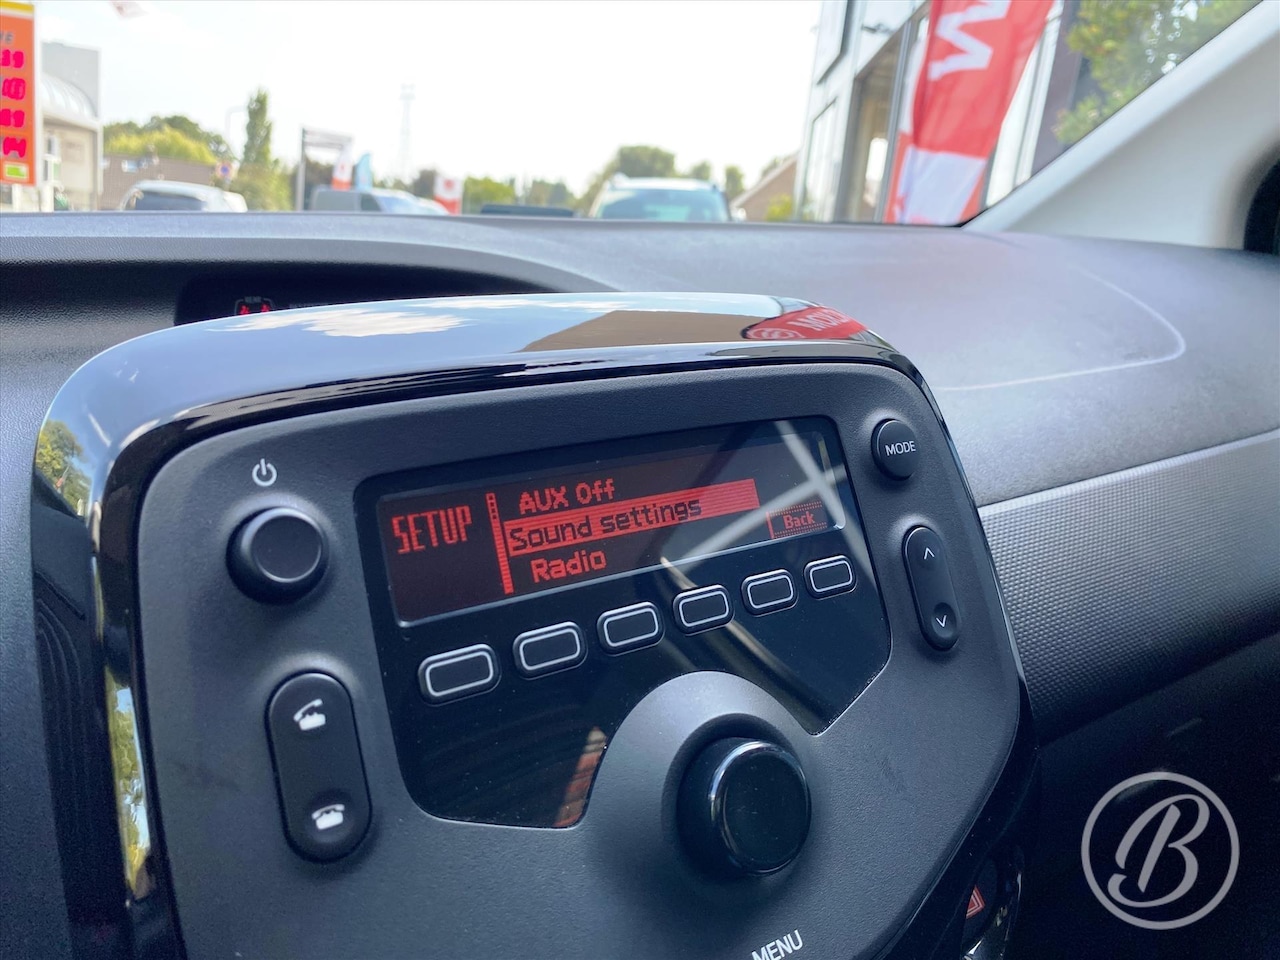 SETUP
AUX Off
Sound settings
Radio
Back
MODE
MENU
B